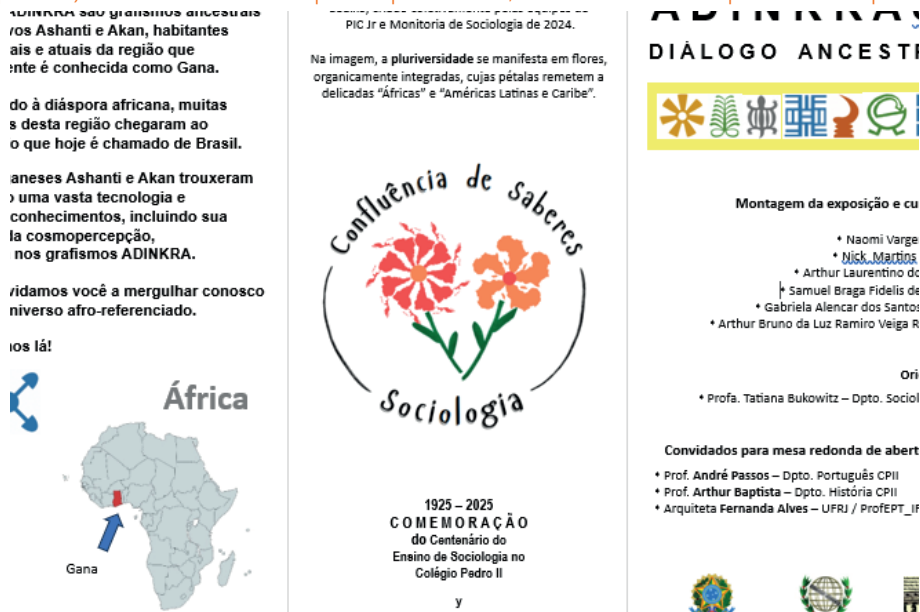 ADINKRA são grafismos ancestrais
vos Ashanti e Akan, habitantes
ais e atuais da região que
ente é conhecida como Gana.
do à diáspora africana, muitas
s desta região chegaram ao
o que hoje é chamado de Brasil.
aneses Ashanti e Akan trouxeram
o uma vasta tecnologia e
conhecimentos, incluindo sua
da cosmopercepção,
nos grafismos ADINKRA.
vidamos você a mergulhar conosco
niverso afro-referenciado.
nos lá!
África
Gana
PIC Jr e Monitoria de Sociologia de 2024.
Na imagem, a pluriversidade se manifesta em flores,
organicamente integradas, cujas pétalas remetem a
delicadas “Áfricas” e “Américas Latinas e Caribe”.
Confluência de Saberes
Sociologia
1925 – 2025
COMEMORAÇÃO
do Centenário do
Ensino de Sociologia no
Colégio Pedro II
y
ADINKRA
DIÁLOGO ANCESTR
Montagem da exposição e cu
Naomi Varge
Nick Martins
Arthur Laurentino do
Samuel Braga Fidelis de
Gabriela Alencar dos Santos
Arthur Bruno da Luz Ramiro Veiga R
Ori
Profa. Tatiana Bukowitz – Dpto. Sociol
Convidados para mesa redonda de abert
Prof. André Passos – Dpto. Português CPII
Prof. Arthur Baptista – Dpto. História CPII
Arquiteta Fernanda Alves – UFRJ / ProfEPT_IF